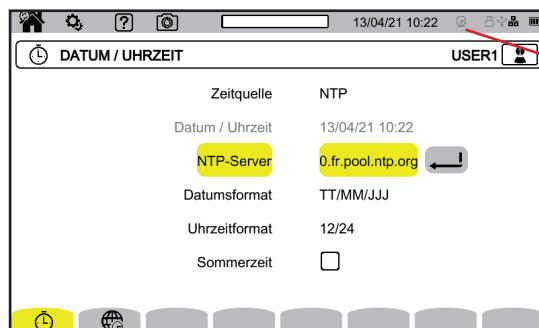 13/04/21 10:22
DATUM / UHRZEIT USER1
Zeitquelle NTP
Datum / Uhrzeit 13/04/21 10:22
NTP-Server 0.fr.pool.ntp.org
Datumsformat TT/MM/JJJ
Uhrzeitformat 12/24
Sommerzeit